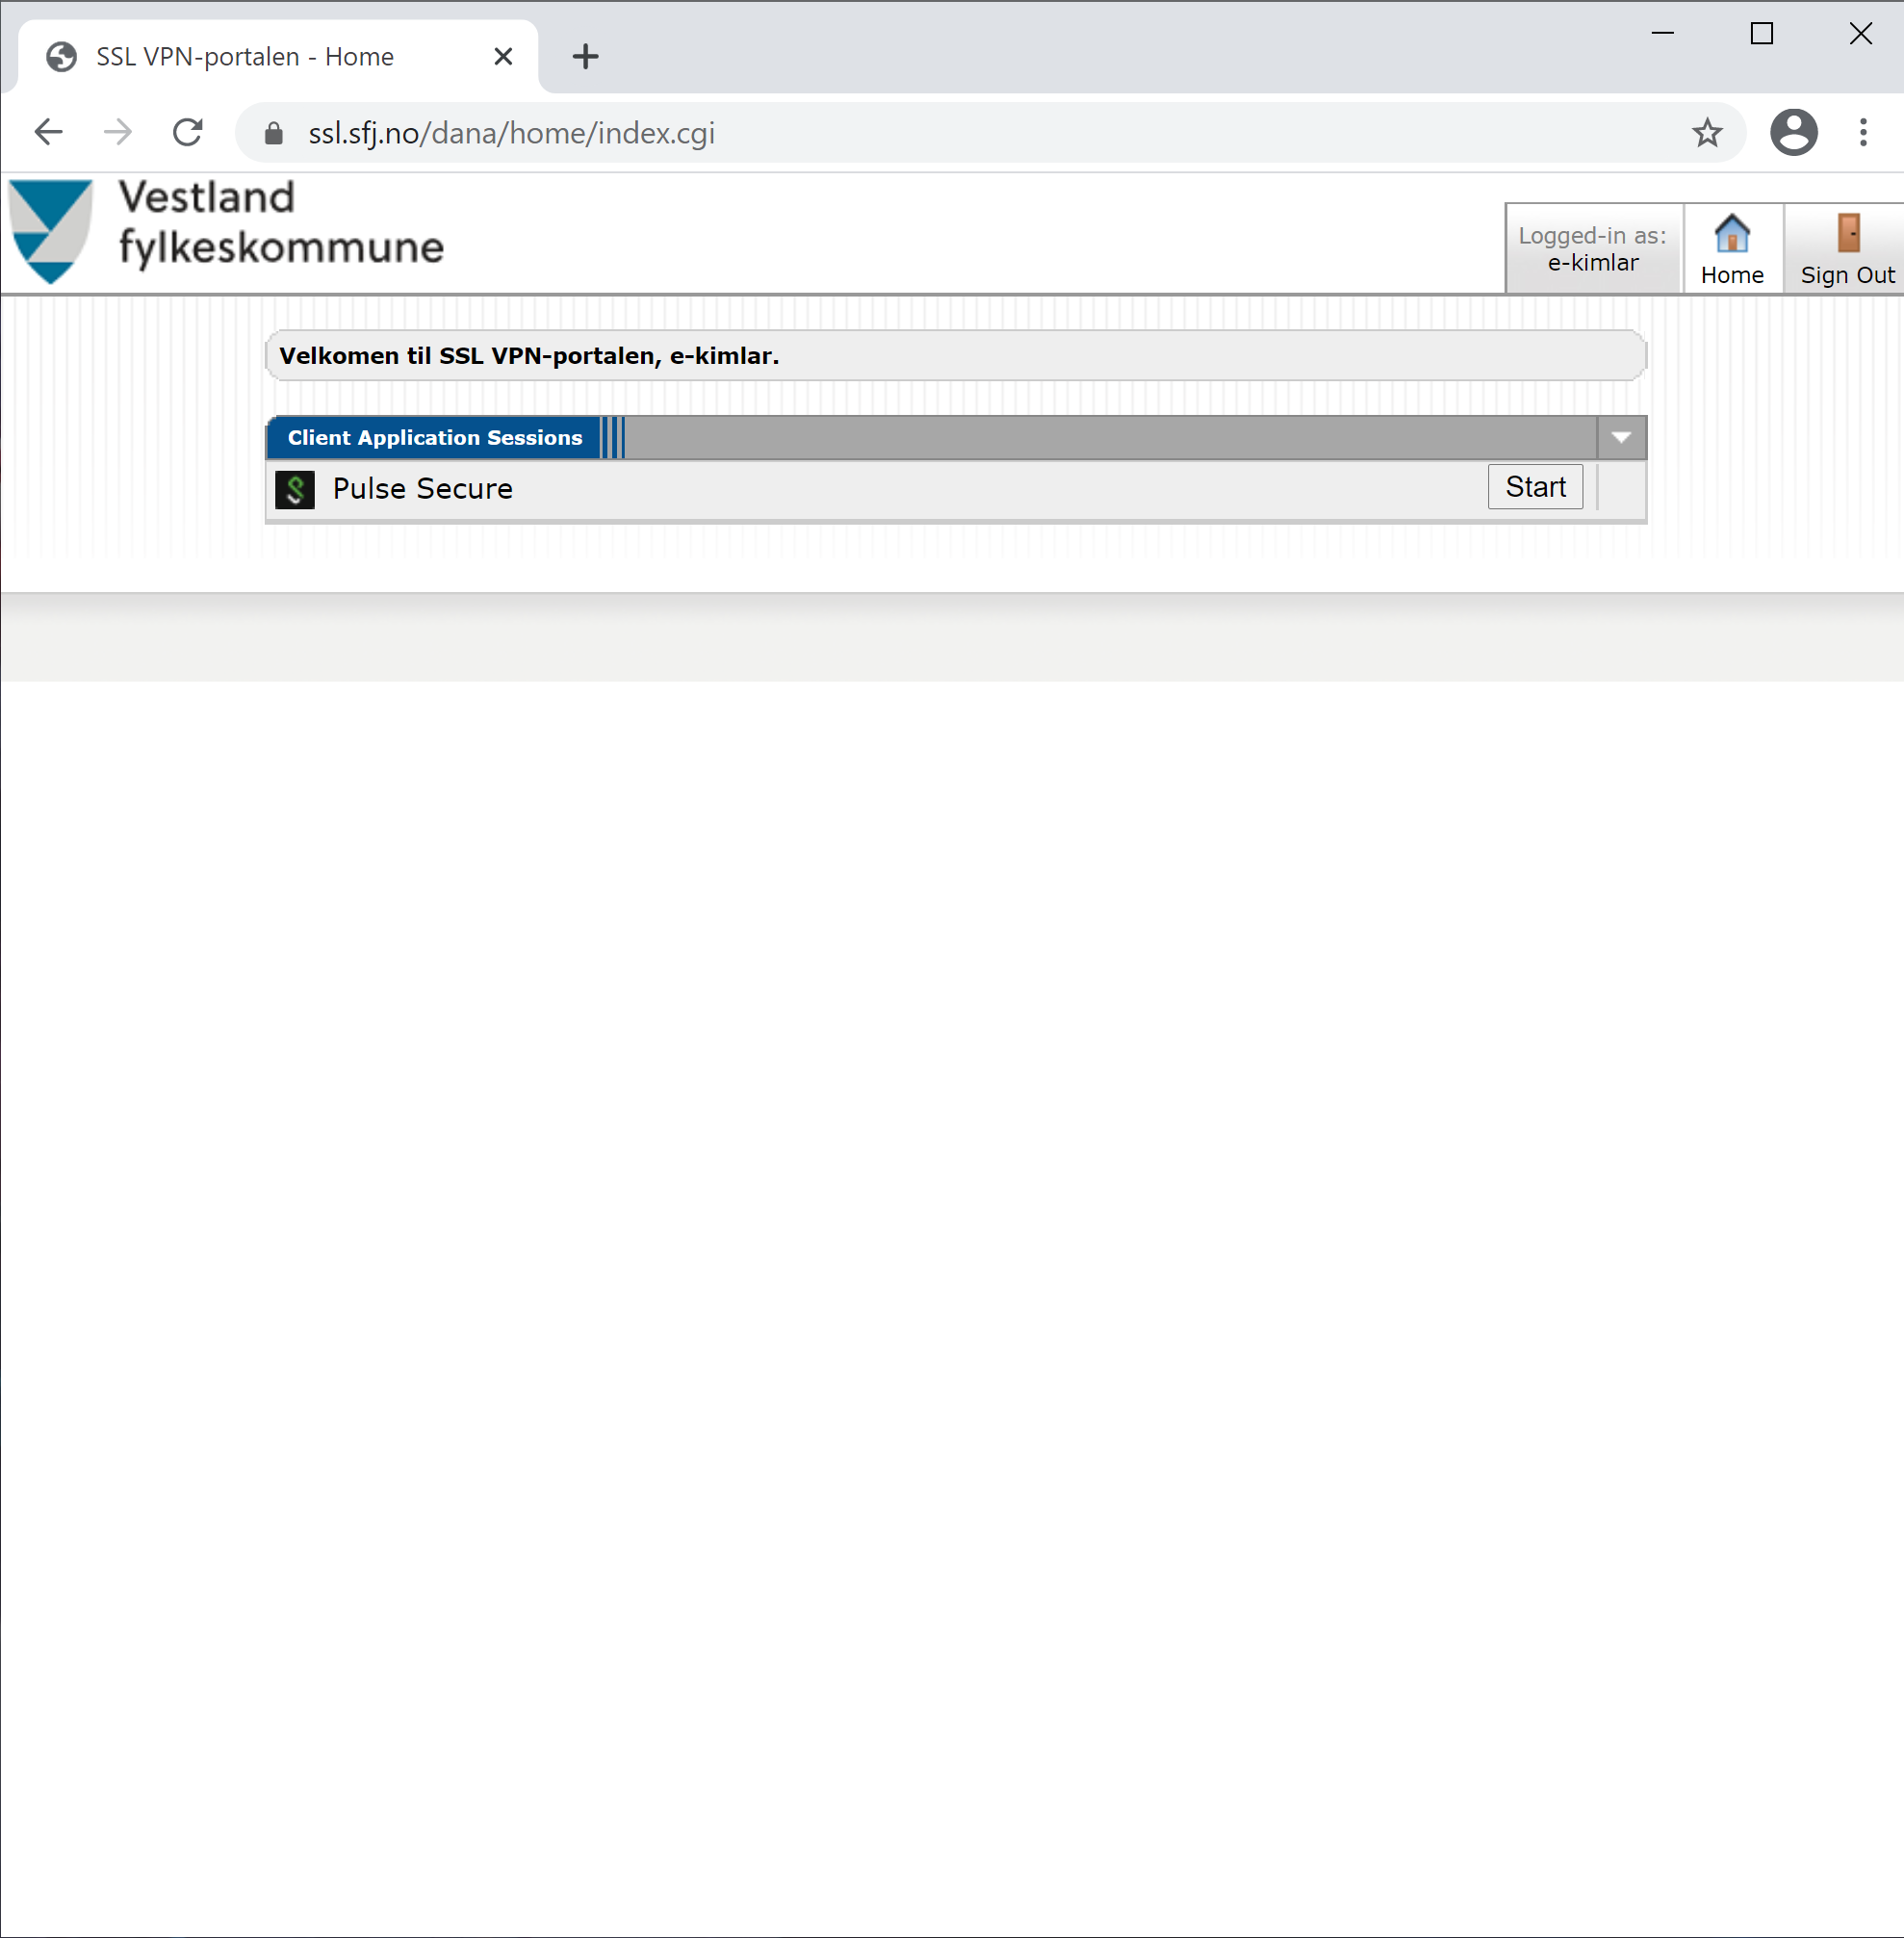 SSL VPN-portalen - Home
ssl.sfj.no/dana/home/index.cgi
Vestland
fylkeskommune
Logged-in as:
e-kimlar
Home
Sign Out
Velkomen til SSL VPN-portalen, e-kimlar.
Client Application Sessions
Pulse Secure
Start